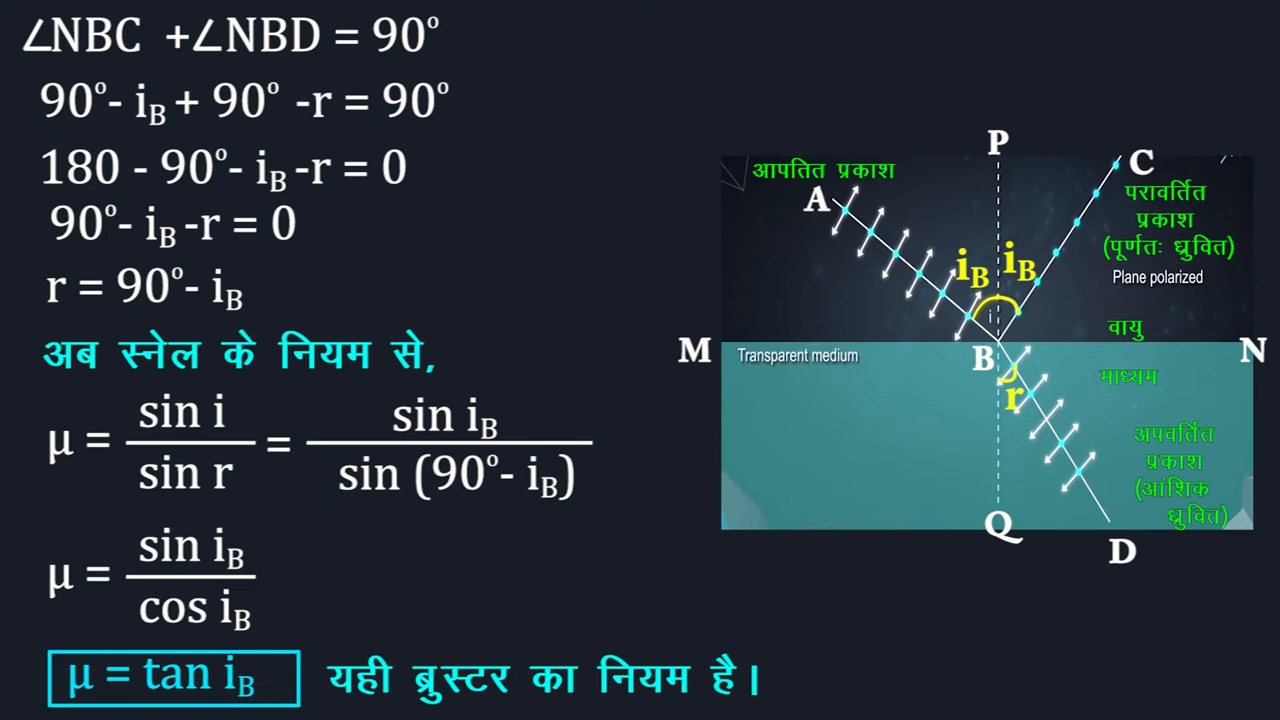 ∠NBC +∠NBD = 90°
90°- iB + 90° -r = 90°
180 - 90°- iB -r = 0
90°- iB -r = 0
r = 90°- iB
अब स्नेल के नियम से,
μ = sin i / sin r = sin iB / sin (90°- iB)
μ = sin iB / cos iB
μ = tan iB यही ब्रुस्टर का नियम है।
P
C
आपतित प्रकाश
A
परावर्तित
प्रकाश
(पूर्णतः ध्रुवित)
Plane polarized
iB iB
i
वायु
M
N
B
Transparent medium
माध्यम
r
अपवर्तित
प्रकाश
(आंशिक
ध्रुवित)
Q
D